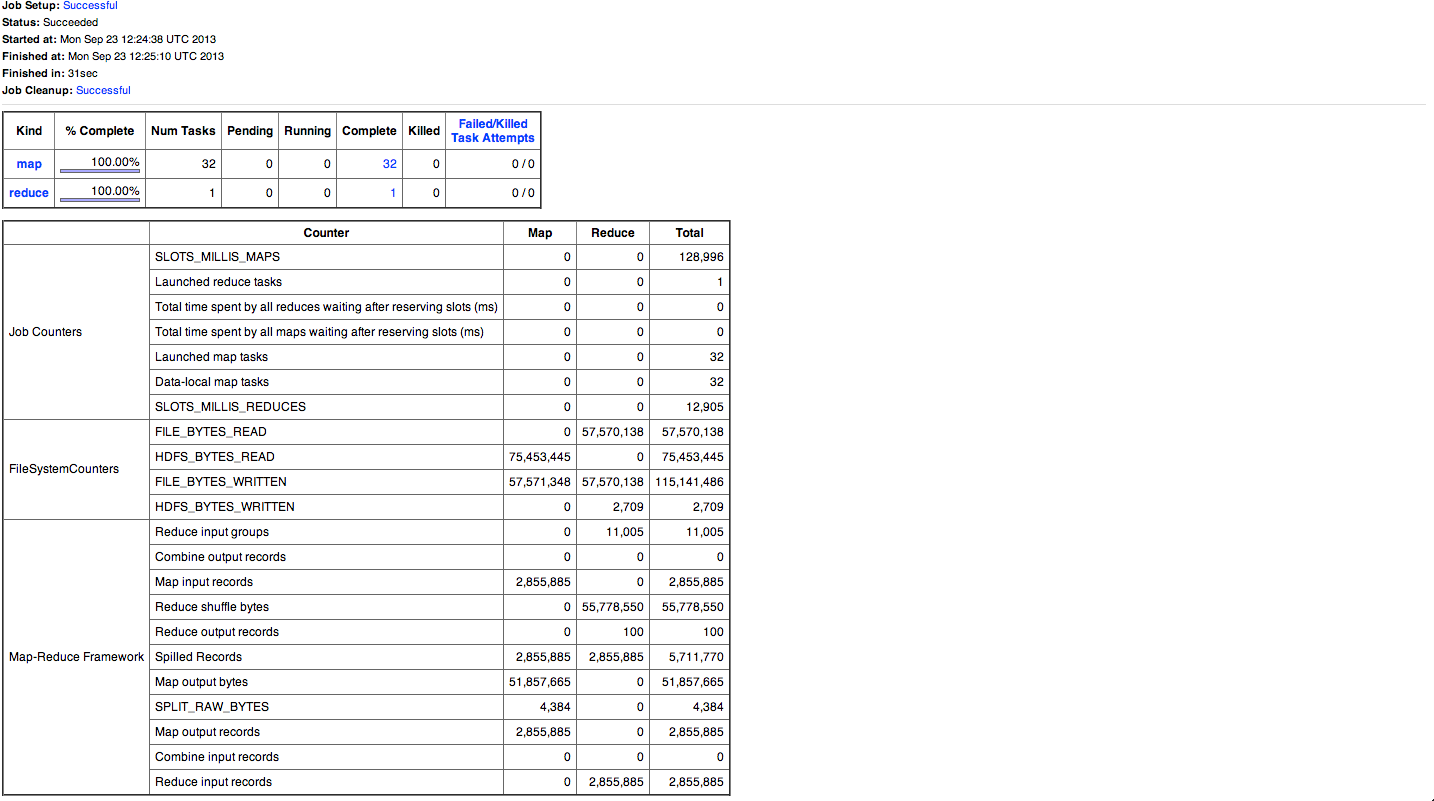 Job Setup: Successful
Status: Succeeded
Started at: Mon Sep 23 12:24:38 UTC 2013
Finished at: Mon Sep 23 12:25:10 UTC 2013
Finished in: 31sec
Job Cleanup: Successful
Kind % Complete Num Tasks Pending Running Complete Killed Failed/Killed Task Attempts
map 100.00% 32 0 0 32 0 0 / 0
reduce 100.00% 1 0 0 1 0 0 / 0
Counter Map Reduce Total
Job Counters
SLOTS_MILLIS_MAPS 0 0 128,996
Launched reduce tasks 0 0 1
Total time spent by all reduces waiting after reserving slots (ms) 0 0 0
Total time spent by all maps waiting after reserving slots (ms) 0 0 0
Launched map tasks 0 0 32
Data-local map tasks 0 0 32
SLOTS_MILLIS_REDUCES 0 0 12,905
FileSystemCounters
FILE_BYTES_READ 0 57,570,138 57,570,138
HDFS_BYTES_READ 75,453,445 0 75,453,445
FILE_BYTES_WRITTEN 57,571,348 57,570,138 115,141,486
HDFS_BYTES_WRITTEN 0 2,709 2,709
Map-Reduce Framework
Reduce input groups 0 11,005 11,005
Combine output records 0 0 0
Map input records 2,855,885 0 2,855,885
Reduce shuffle bytes 0 55,778,550 55,778,550
Reduce output records 0 100 100
Spilled Records 2,855,885 2,855,885 5,711,770
Map output bytes 51,857,665 0 51,857,665
SPLIT_RAW_BYTES 4,384 0 4,384
Map output records 2,855,885 0 2,855,885
Combine input records 0 0 0
Reduce input records 0 2,855,885 2,855,885